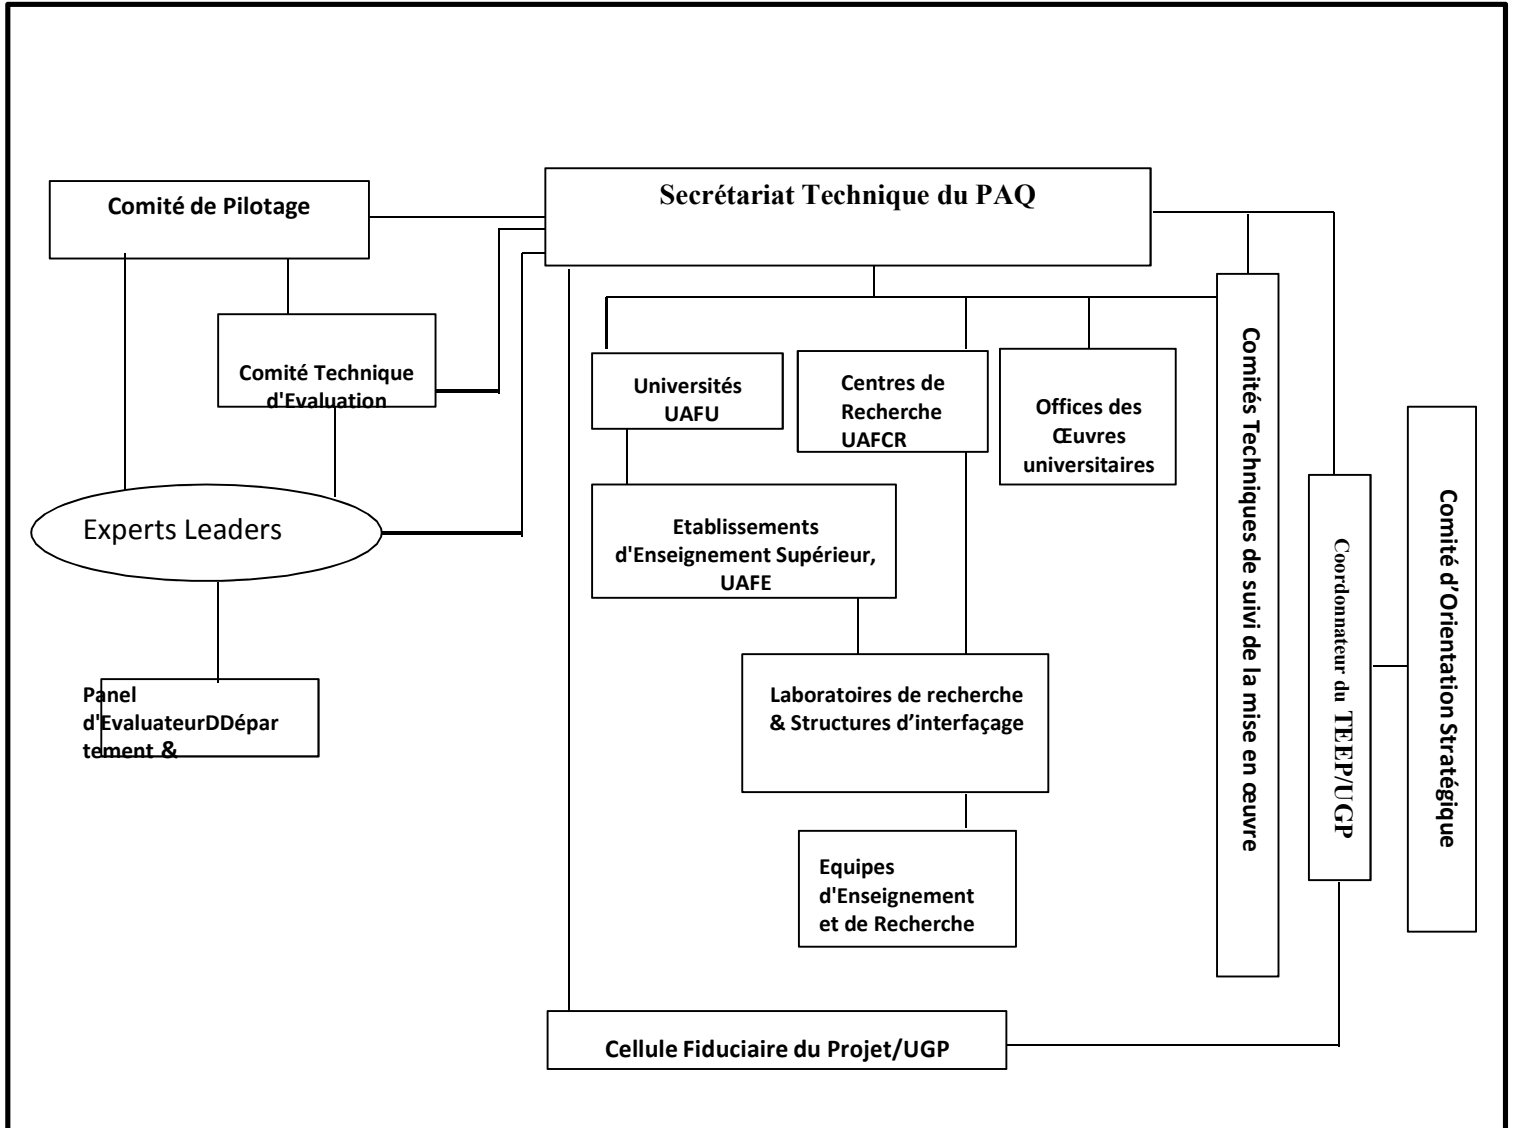 Comité de Pilotage
Secrétariat Technique du PAQ
Comité Technique
d'Evaluation
Universités
UAFU
Centres de
Recherche
UAFCR
Offices des
Œuvres
universitaires
Experts Leaders
Etablissements
d'Enseignement Supérieur,
UAFE
Panel
d'EvaluateurDDépar
tement &
Laboratoires de recherche
& Structures d’interfaçage
Equipes
d'Enseignement
et de Recherche
Cellule Fiduciaire du Projet/UGP
Comités Techniques de suivi de la mise en œuvre
Coordonnateur du TEEP/UGP
Comité d’Orientation Stratégique